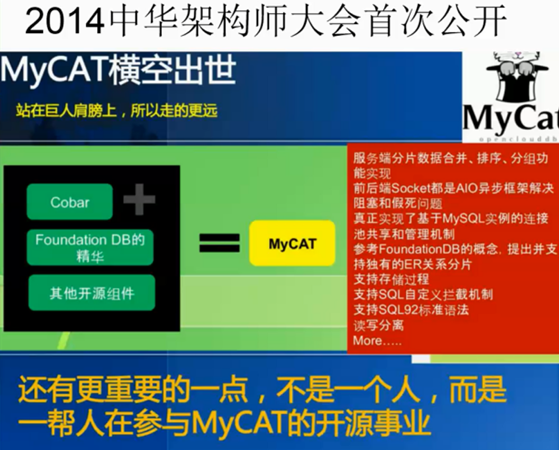 2014中华架构师大会首次公开
MyCAT横空出世
站在巨人肩膀上，所以走的更远
MyCat
openclouddb
Cobar
Foundation DB的
精华
其他开源组件
+
=
MyCAT
服务端分片数据合并、排序、分组功
能实现
前后端Socket都是AIO异步框架解决
阻塞和假死问题
真正实现了基于MySQL实例的连接
池共享和管理机制
参考FoundationDB的概念，提出并支
持独有的ER关系分片
支持存储过程
支持SQL自定义拦截机制
支持SQL92标准语法
读写分离
More.....
还有更重要的一点，不是一个人，而是
一帮人在参与MyCAT的开源事业